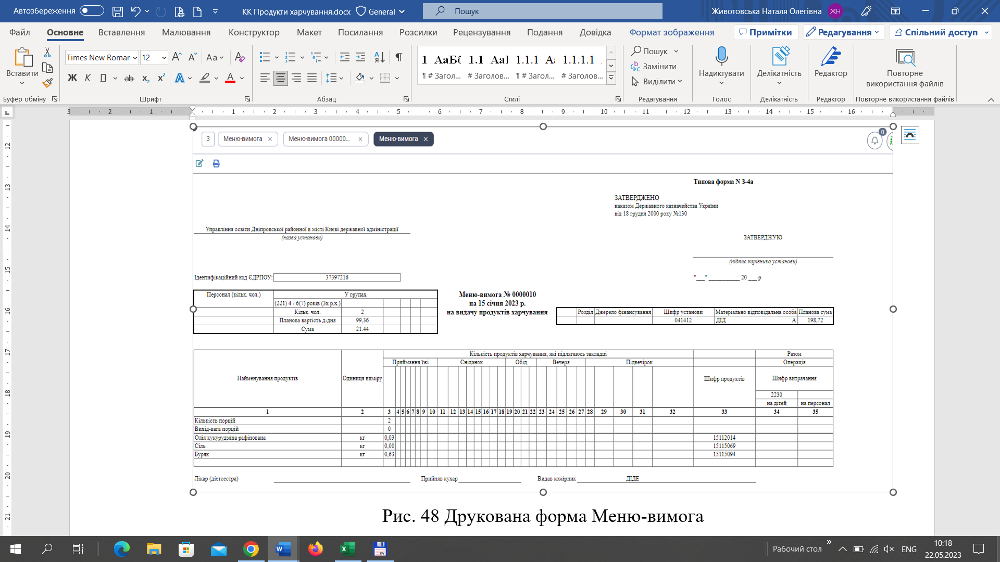 Автозбереження
КК Продукти харчування.docx
General
Пошук
Животовська Наталя Олегівна
ЖН
Файл
Основне
Вставлення
Малювання
Конструктор
Макет
Посилання
Розсилки
Рецензування
Подання
Довідка
Формат зображення
Примітки
Редагування
Спільний доступ
Вставити
Times New Romar
12
Aa
Ж К П ab x₂ x²
1 АаБб
1.1 АаІ
1.1.1 Аа
1.1.1.1
¶ # Загол...
# Заголов...
¶ # Загол...
# Заголов...
Пошук
Замінити
Виділити
Надиктувати
Делікатність
Редактор
Повторне
використання файлів
Буфер обміну
Шрифт
Абзац
Стилі
Редагування
Голос
Делікатність
Редактор
Повторне використання файлів
3 2 1 1 2 3 4 5 6 7 8 9 10 11 12 13 14 15 16
12
13
14
15
16
17
18
19
20
21
3
Меню-вимога
Меню-вимога 00000...
Меню-вимога
0
Типова форма N З-4а
ЗАТВЕРДЖЕНО
наказом Державного казначейства України
від 18 грудня 2000 року №130
Управління освіти Дніпровської районної в місті Києві державної адміністрації
(назва установи)
ЗАТВЕРДЖУЮ
(підпис керівника установи)
Ідентифікаційний код ЄДРПОУ: 37397216
"___" ___________ 20 ___ р
Персонал (кільк. чол.) У групах
(221) 4 - 6(7) років (3х р.х.)
Кільк. чол. 2
Планова вартість д-дня 99,36
Сума 21.44
Меню-вимога № 0000010
на 15 січня 2023 р.
на видачу продуктів харчування
Розділ Джерело фінансування Шифр установи Матеріально відповідальна особа Планова сума
041412 ДІД А 198,72
Найменування продуктів
Одиниця виміру
Кількість продуктів харчування, які підлягаюсь закладці
Приймання їжі Сніданок Обід Вечеря Підвечірок
Шифр продуктів
Разом
Операція
Шифр витрачання
2230
на дітей на персонал
1 2 3 4 5 6 7 8 9 10 11 12 13 14 15 16 17 18 19 20 21 22 23 24 25 26 27 28 29 30 31 32 33 34 35
Кількість порцій 2
Вихід-вага порцій 0
Олія кукурудзяна рафінована кг 0,03 15112014
Сіль кг 0,00 15115069
Буряк кг 0,63 15115094
Лікар (дієтсестра) Прийняв кухар Видав комірник ДІДЕ
Рис. 48 Друкована форма Меню-вимога
Рабочий стол
ENG
10:18
22.05.2023